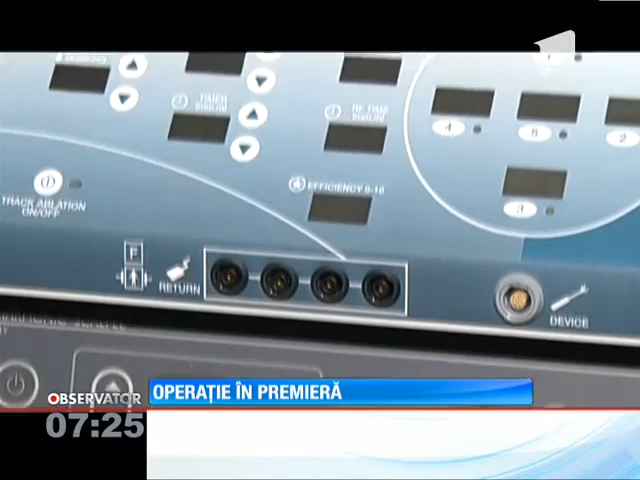 TIMER
RF TIME
EFFICIENCY 0-10
4
5
2
3
TRACK ABLATION
ON/OFF
F
RETURN
DEVICE
OPERAȚIE ÎN PREMIERĂ
OBSERVATOR
07:25